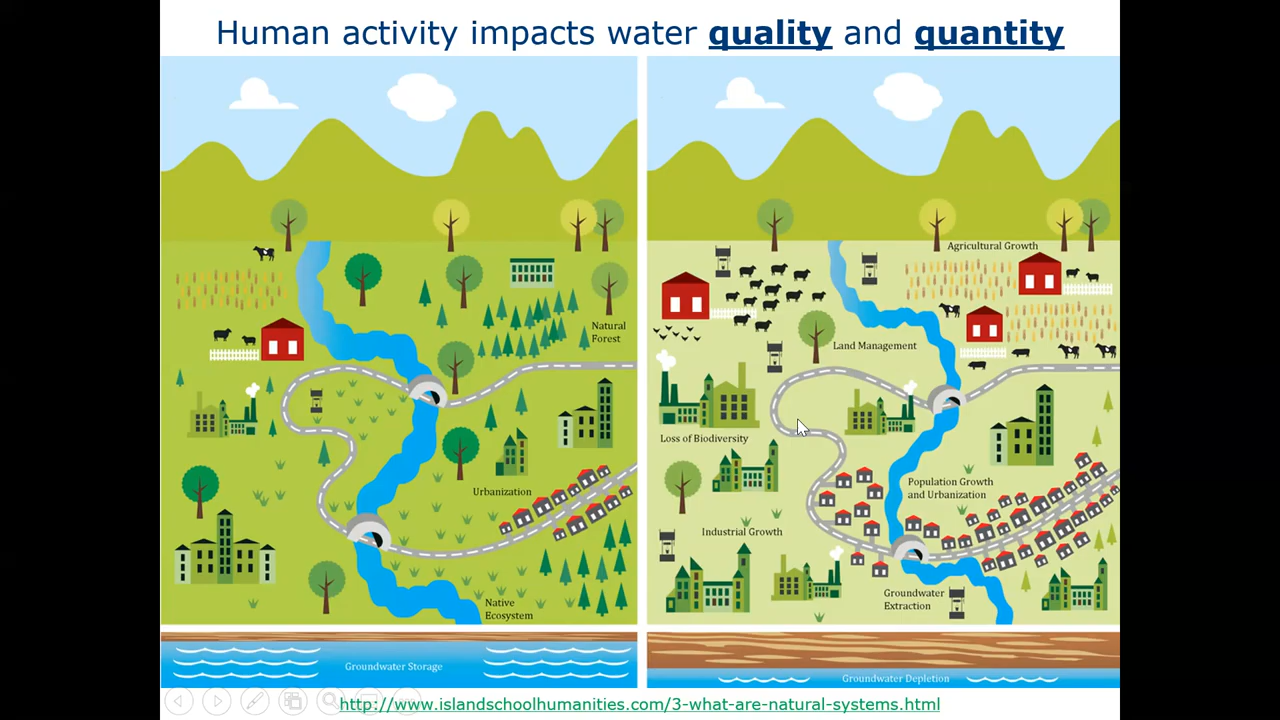 Human activity impacts water quality and quantity
Natural
Forest
Urbanization
Native
Ecosystem
Groundwater Storage
Agricultural Growth
Land Management
Loss of Biodiversity
Population Growth
and Urbanization
Industrial Growth
Groundwater
Extraction
Groundwater Depletion
http://www.islandschoolhumanities.com/3-what-are-natural-systems.html